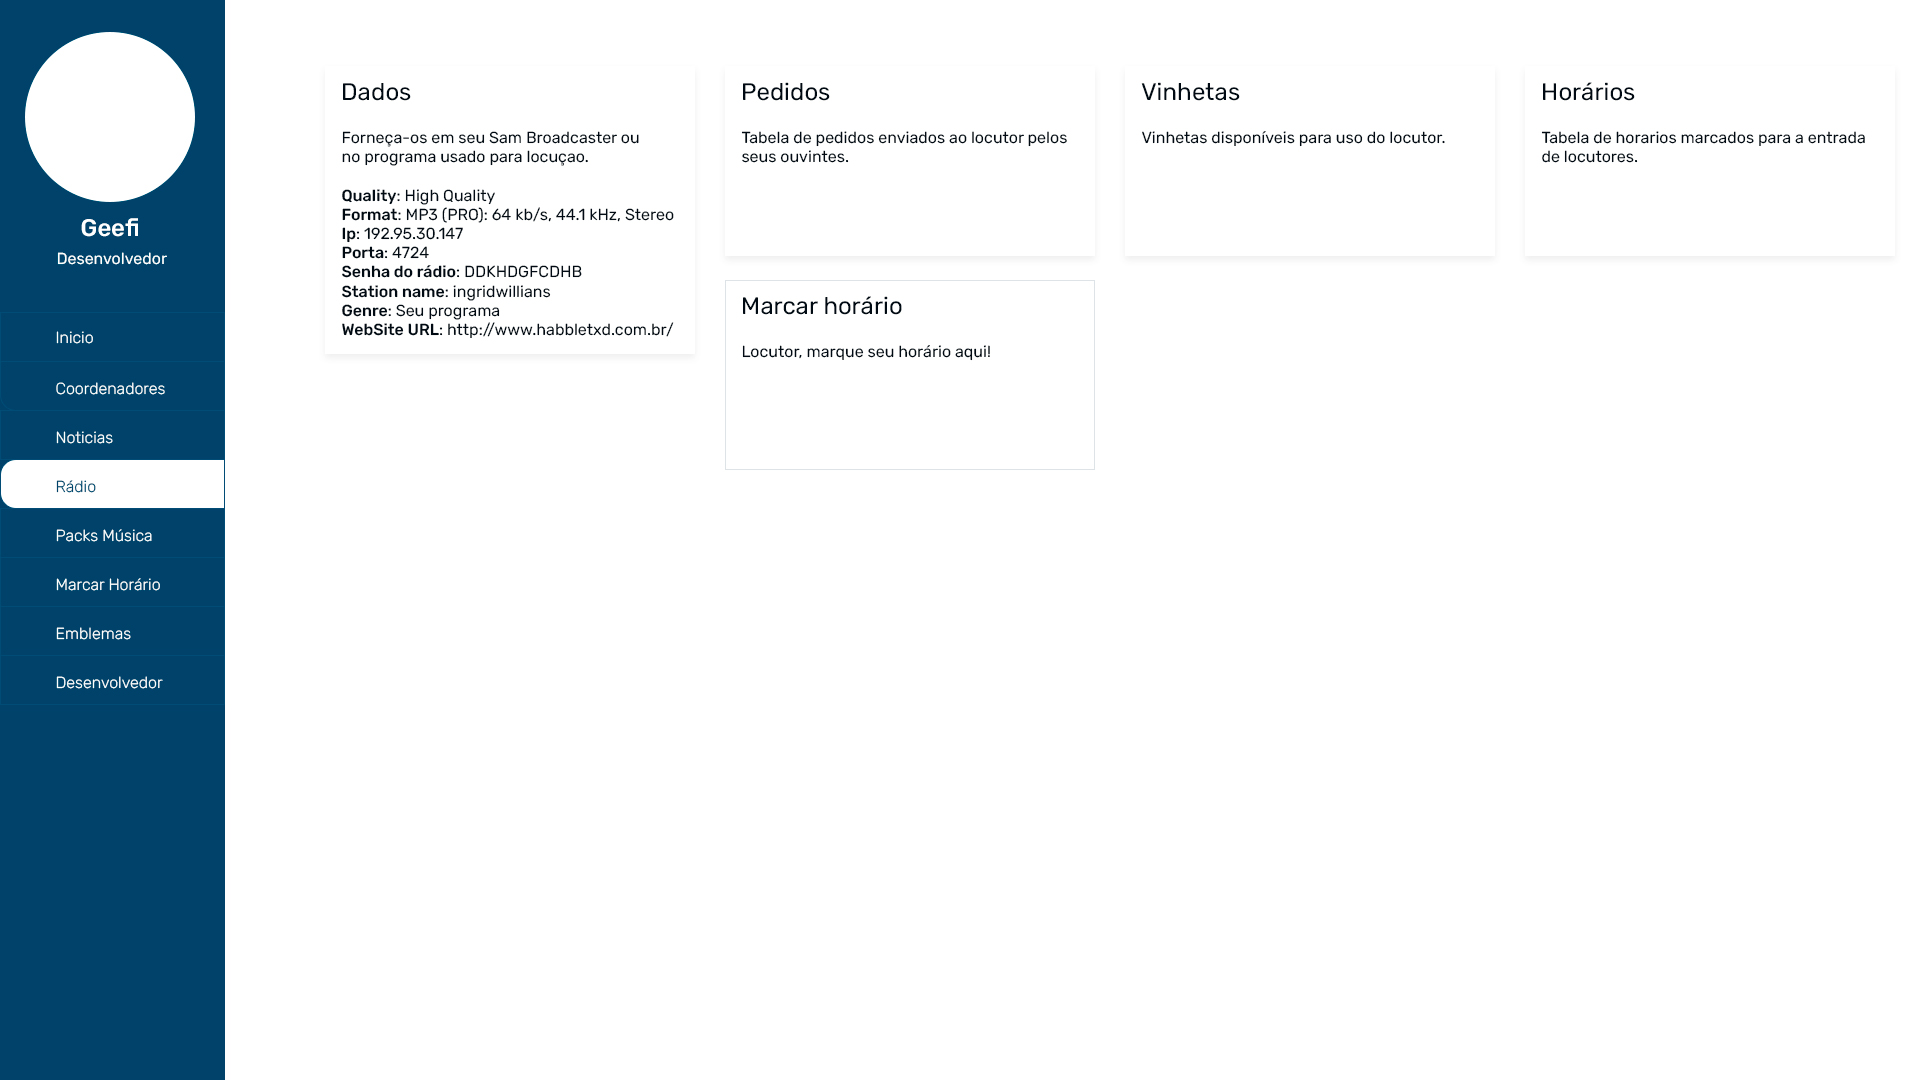 Geefi
Desenvolvedor
Inicio
Coordenadores
Noticias
Rádio
Packs Música
Marcar Horário
Emblemas
Desenvolvedor
Dados
Forneça-os em seu Sam Broadcaster ou
no programa usado para locuçao.
Quality: High Quality
Format: MP3 (PRO): 64 kb/s, 44.1 kHz, Stereo
Ip: 192.95.30.147
Porta: 4724
Senha do rádio: DDKHDGFCDHB
Station name: ingridwillians
Genre: Seu programa
WebSite URL: http://www.habbletxd.com.br/
Pedidos
Tabela de pedidos enviados ao locutor pelos
seus ouvintes.
Marcar horário
Locutor, marque seu horário aqui!
Vinhetas
Vinhetas disponíveis para uso do locutor.
Horários
Tabela de horarios marcados para a entrada
de locutores.